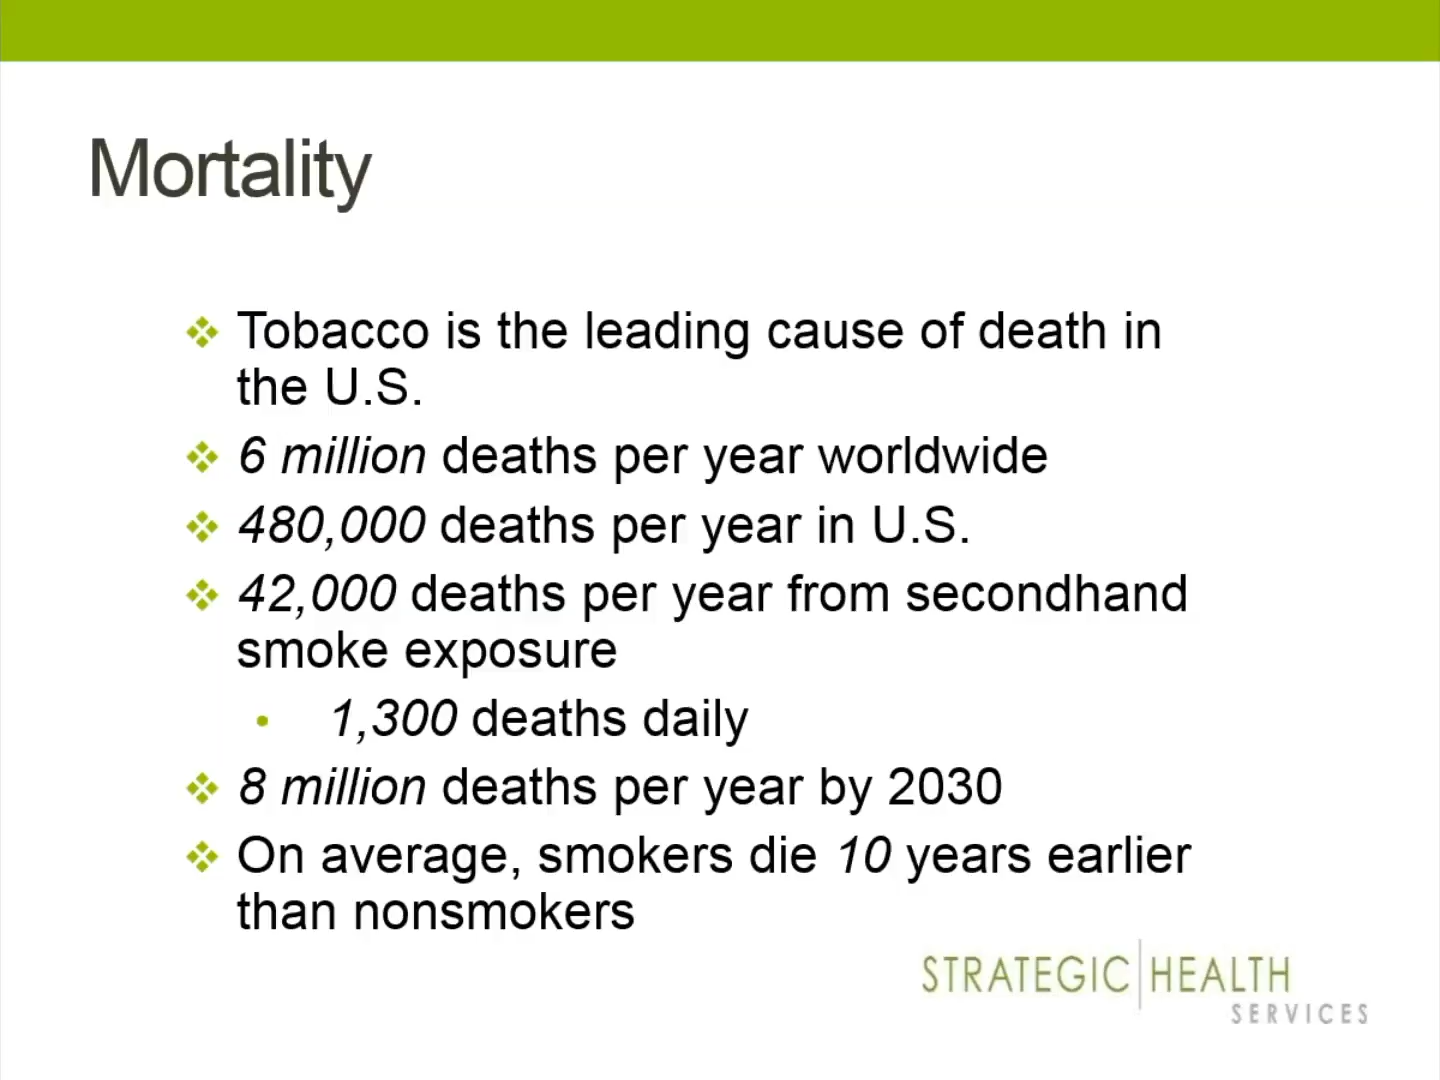 Mortality
❖ Tobacco is the leading cause of death in
the U.S.
❖ 6 million deaths per year worldwide
❖ 480,000 deaths per year in U.S.
❖ 42,000 deaths per year from secondhand
smoke exposure
• 1,300 deaths daily
❖ 8 million deaths per year by 2030
❖ On average, smokers die 10 years earlier
than nonsmokers
STRATEGIC HEALTH
SERVICES